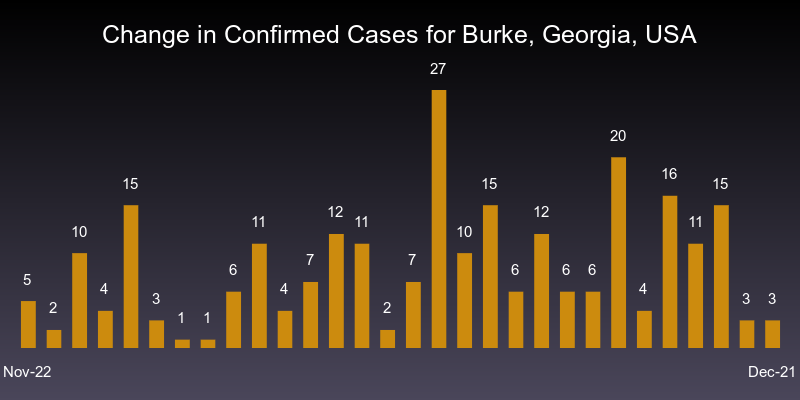 Change in Confirmed Cases for Burke, Georgia, USA
5 2 10 4 15 3 1 1 6 11 4 7 12 11 2 7 27 10 15 6 12 6 6 20 4 16 11 15 3 3
Nov-22 Dec-21